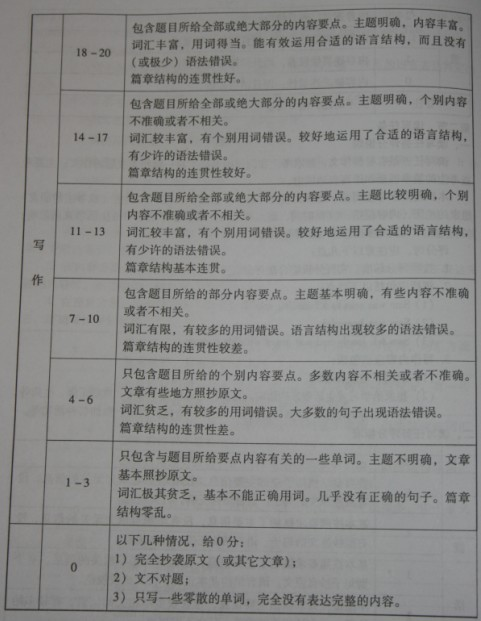 包含题目所给全部或绝大部分的内容要点。主题明确，内容丰富。
词汇丰富，用词得当。能有效运用合适的语言结构，而且没有
18－20
（或极少）语法错误。
篇章结构的连贯性好。
包含题目所给全部或绝大部分的内容要点。主题明确，个别内容
不准确或者不相关。
14－17
词汇较丰富，有个别用词错误。较好地运用了合适的语言结构，
有少许的语法错误。
篇章结构的连贯性较好。
包含题目所给全部或绝大部分的内容要点。主题比较明确，个别
内容不准确或者不相关。
11－13
词汇较丰富，有个别用词错误。较好地运用了合适的语言结构，
有少许的语法错误。
篇章结构基本连贯。
写
作
包含题目所给的部分内容要点。主题基本明确，有些内容不准确
或者不相关。
7－10
词汇有限，有较多的用词错误。语言结构出现较多的语法错误。
篇章结构的连贯性较差。
只包含题目所给的个别内容要点。多数内容不相关或者不准确。
文章有些地方照抄原文。
4－6
词汇贫乏，有较多的用词错误。大多数的句子出现语法错误。
篇章结构的连贯性差。
只包含与题目所给要点内容有关的一些单词。主题不明确，文章
基本照抄原文。
1－3
词汇极其贫乏，基本不能正确用词。几乎没有正确的句子。篇章
结构零乱。
以下几种情况，给0分：
1）完全抄袭原文（或其它文章）；
0
2）文不对题；
3）只写一些零散的单词，完全没有表达完整的内容。